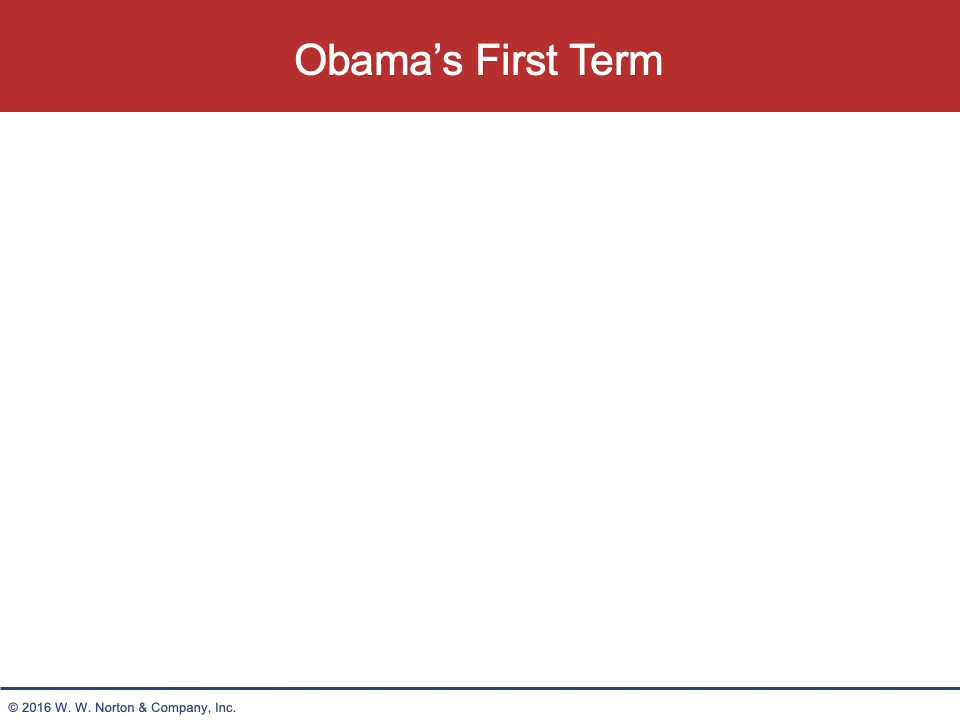 Obama’s First Term
© 2016 W. W. Norton & Company, Inc.